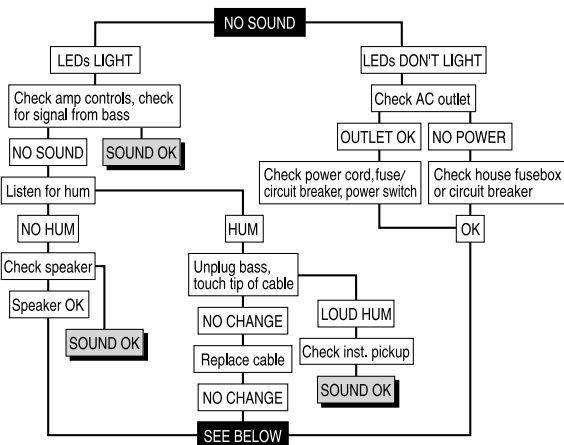 NO SOUND
LEDs LIGHT
LEDs DON'T LIGHT
Check amp controls, check
for signal from bass
Check AC outlet
OUTLET OK
NO POWER
NO SOUND
SOUND OK
Check power cord, fuse/
circuit breaker, power switch
Check house fusebox
or circuit breaker
Listen for hum
NO HUM
HUM
OK
Check speaker
Unplug bass,
touch tip of cable
Speaker OK
NO CHANGE
LOUD HUM
SOUND OK
Replace cable
Check inst. pickup
NO CHANGE
SOUND OK
SEE BELOW